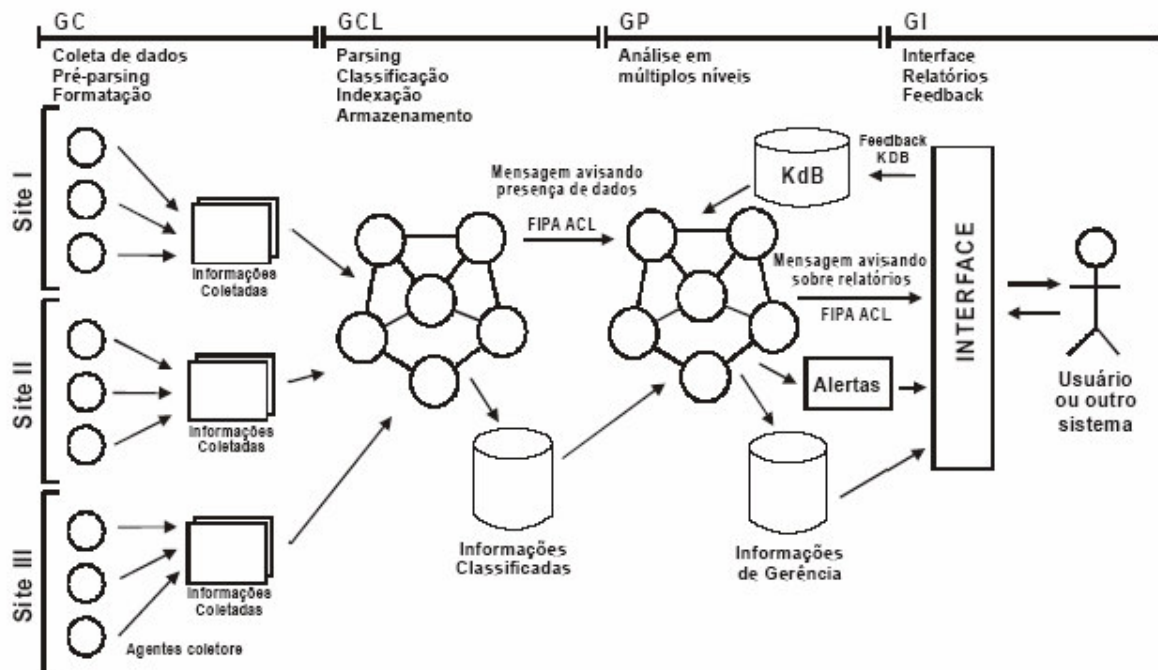 GC
Coleta de dados
Pré-parsing
Formatação
GCL
Parsing
Classificação
Indexação
Armazenamento
GP
Análise em
múltiplos níveis
GI
Interface
Relatórios
Feedback
Site I
Informações
Coletadas
Site II
Informações
Coletadas
Site III
Informações
Coletadas
Agentes coletore
Mensagem avisando
presença de dados
FIPA ACL
Informações
Classificadas
KdB
Feedback
KDB
Mensagem avisando
sobre relatórios
FIPA ACL
Alertas
Informações
de Gerência
INTERFACE
Usuário
ou outro
sistema